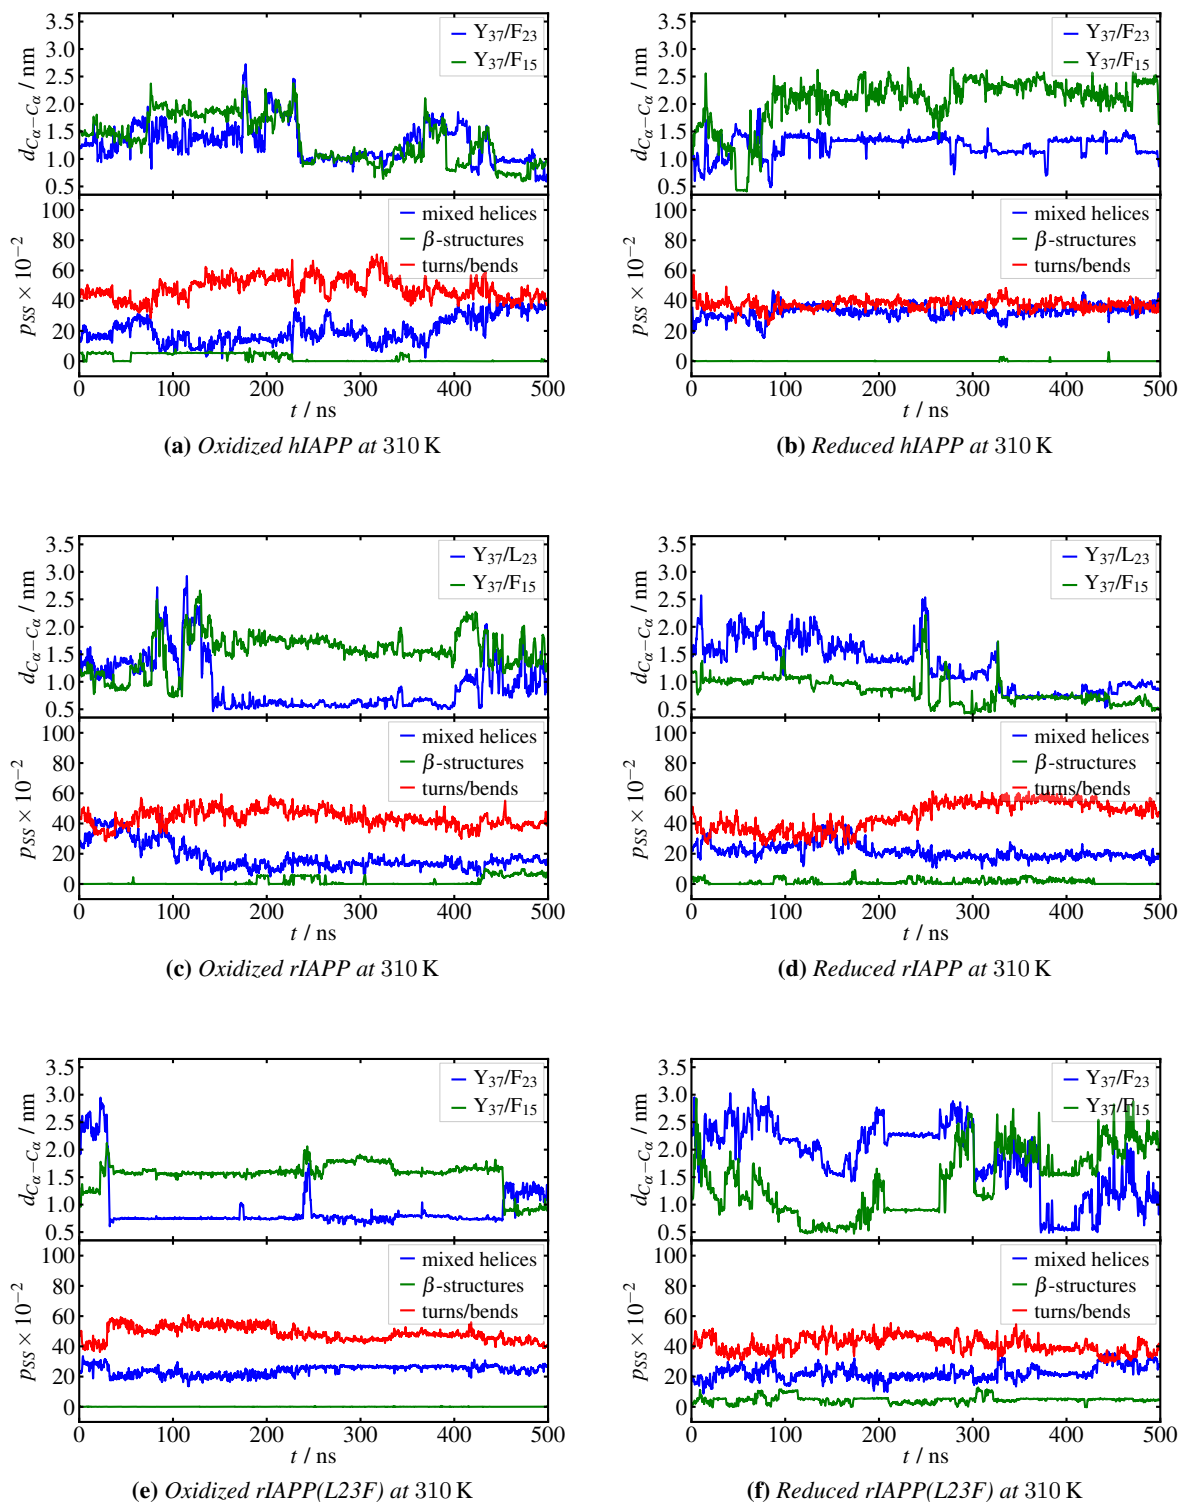 3.5
3.0
2.5
2.0
1.5
1.0
0.5
d_{Cα−Cα} / nm
Y₃₇/F₂₃
Y₃₇/F₁₅
100
80
60
40
20
0
p_{SS} × 10⁻²
mixed helices
β-structures
turns/bends
0 100 200 300 400 500
t / ns
(a) Oxidized hIAPP at 310 K
3.5
3.0
2.5
2.0
1.5
1.0
0.5
d_{Cα−Cα} / nm
Y₃₇/F₂₃
Y₃₇/F₁₅
100
80
60
40
20
0
p_{SS} × 10⁻²
mixed helices
β-structures
turns/bends
0 100 200 300 400 500
t / ns
(b) Reduced hIAPP at 310 K
3.5
3.0
2.5
2.0
1.5
1.0
0.5
d_{Cα−Cα} / nm
Y₃₇/L₂₃
Y₃₇/F₁₅
100
80
60
40
20
0
p_{SS} × 10⁻²
mixed helices
β-structures
turns/bends
0 100 200 300 400 500
t / ns
(c) Oxidized rIAPP at 310 K
3.5
3.0
2.5
2.0
1.5
1.0
0.5
d_{Cα−Cα} / nm
Y₃₇/L₂₃
Y₃₇/F₁₅
100
80
60
40
20
0
p_{SS} × 10⁻²
mixed helices
β-structures
turns/bends
0 100 200 300 400 500
t / ns
(d) Reduced rIAPP at 310 K
3.5
3.0
2.5
2.0
1.5
1.0
0.5
d_{Cα−Cα} / nm
Y₃₇/F₂₃
Y₃₇/F₁₅
100
80
60
40
20
0
p_{SS} × 10⁻²
mixed helices
β-structures
turns/bends
0 100 200 300 400 500
t / ns
(e) Oxidized rIAPP(L23F) at 310 K
3.5
3.0
2.5
2.0
1.5
1.0
0.5
d_{Cα−Cα} / nm
Y₃₇/F₂₃
Y₃₇/F₁₅
100
80
60
40
20
0
p_{SS} × 10⁻²
mixed helices
β-structures
turns/bends
0 100 200 300 400 500
t / ns
(f) Reduced rIAPP(L23F) at 310 K